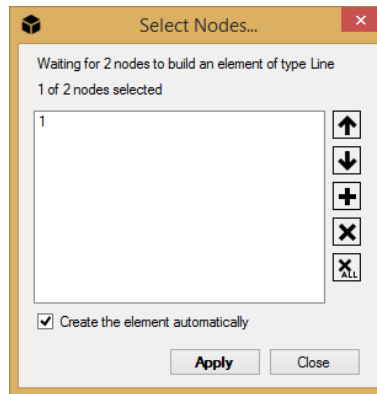 Select Nodes...
Waiting for 2 nodes to build an element of type Line
1 of 2 nodes selected
1
ALL
Create the element automatically
Apply Close